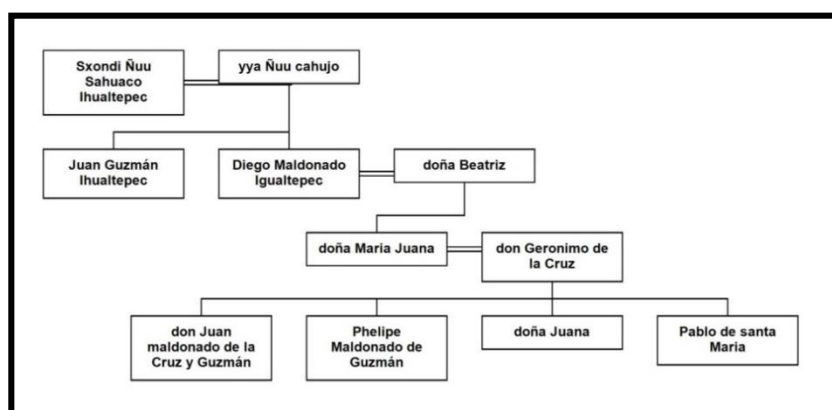 Sxondi Ñuu
Sahuaco
Ihualtepec
yya Ñuu cahujo
Juan Guzmán
Ihualtepec
Diego Maldonado
Igualtepec
doña Beatriz
doña Maria Juana
don Geronimo de
la Cruz
don Juan
maldonado de la
Cruz y Guzmán
Phelipe
Maldonado de
Guzmán
doña Juana
Pablo de santa
Maria